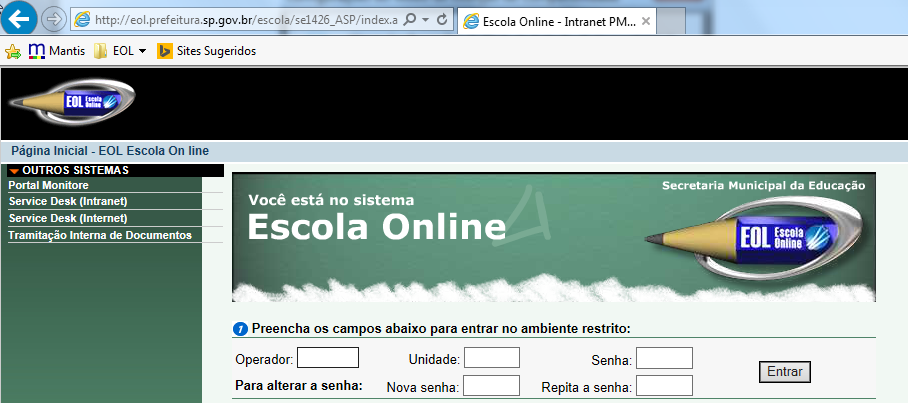 http://eol.prefeitura.sp.gov.br/escola/se1426_ASP/index.a
Escola Online - Intranet PM...
Mantis EOL Sites Sugeridos
EOL Escola Online
Página Inicial - EOL Escola On line
OUTROS SISTEMAS
Portal Monitore
Service Desk (Intranet)
Service Desk (Internet)
Tramitação Interna de Documentos
Secretaria Municipal da Educação
Você está no sistema
Escola Online
EOL Escola Online
1 Preencha os campos abaixo para entrar no ambiente restrito:
Operador: Unidade: Senha:
Entrar
Para alterar a senha: Nova senha: Repita a senha: